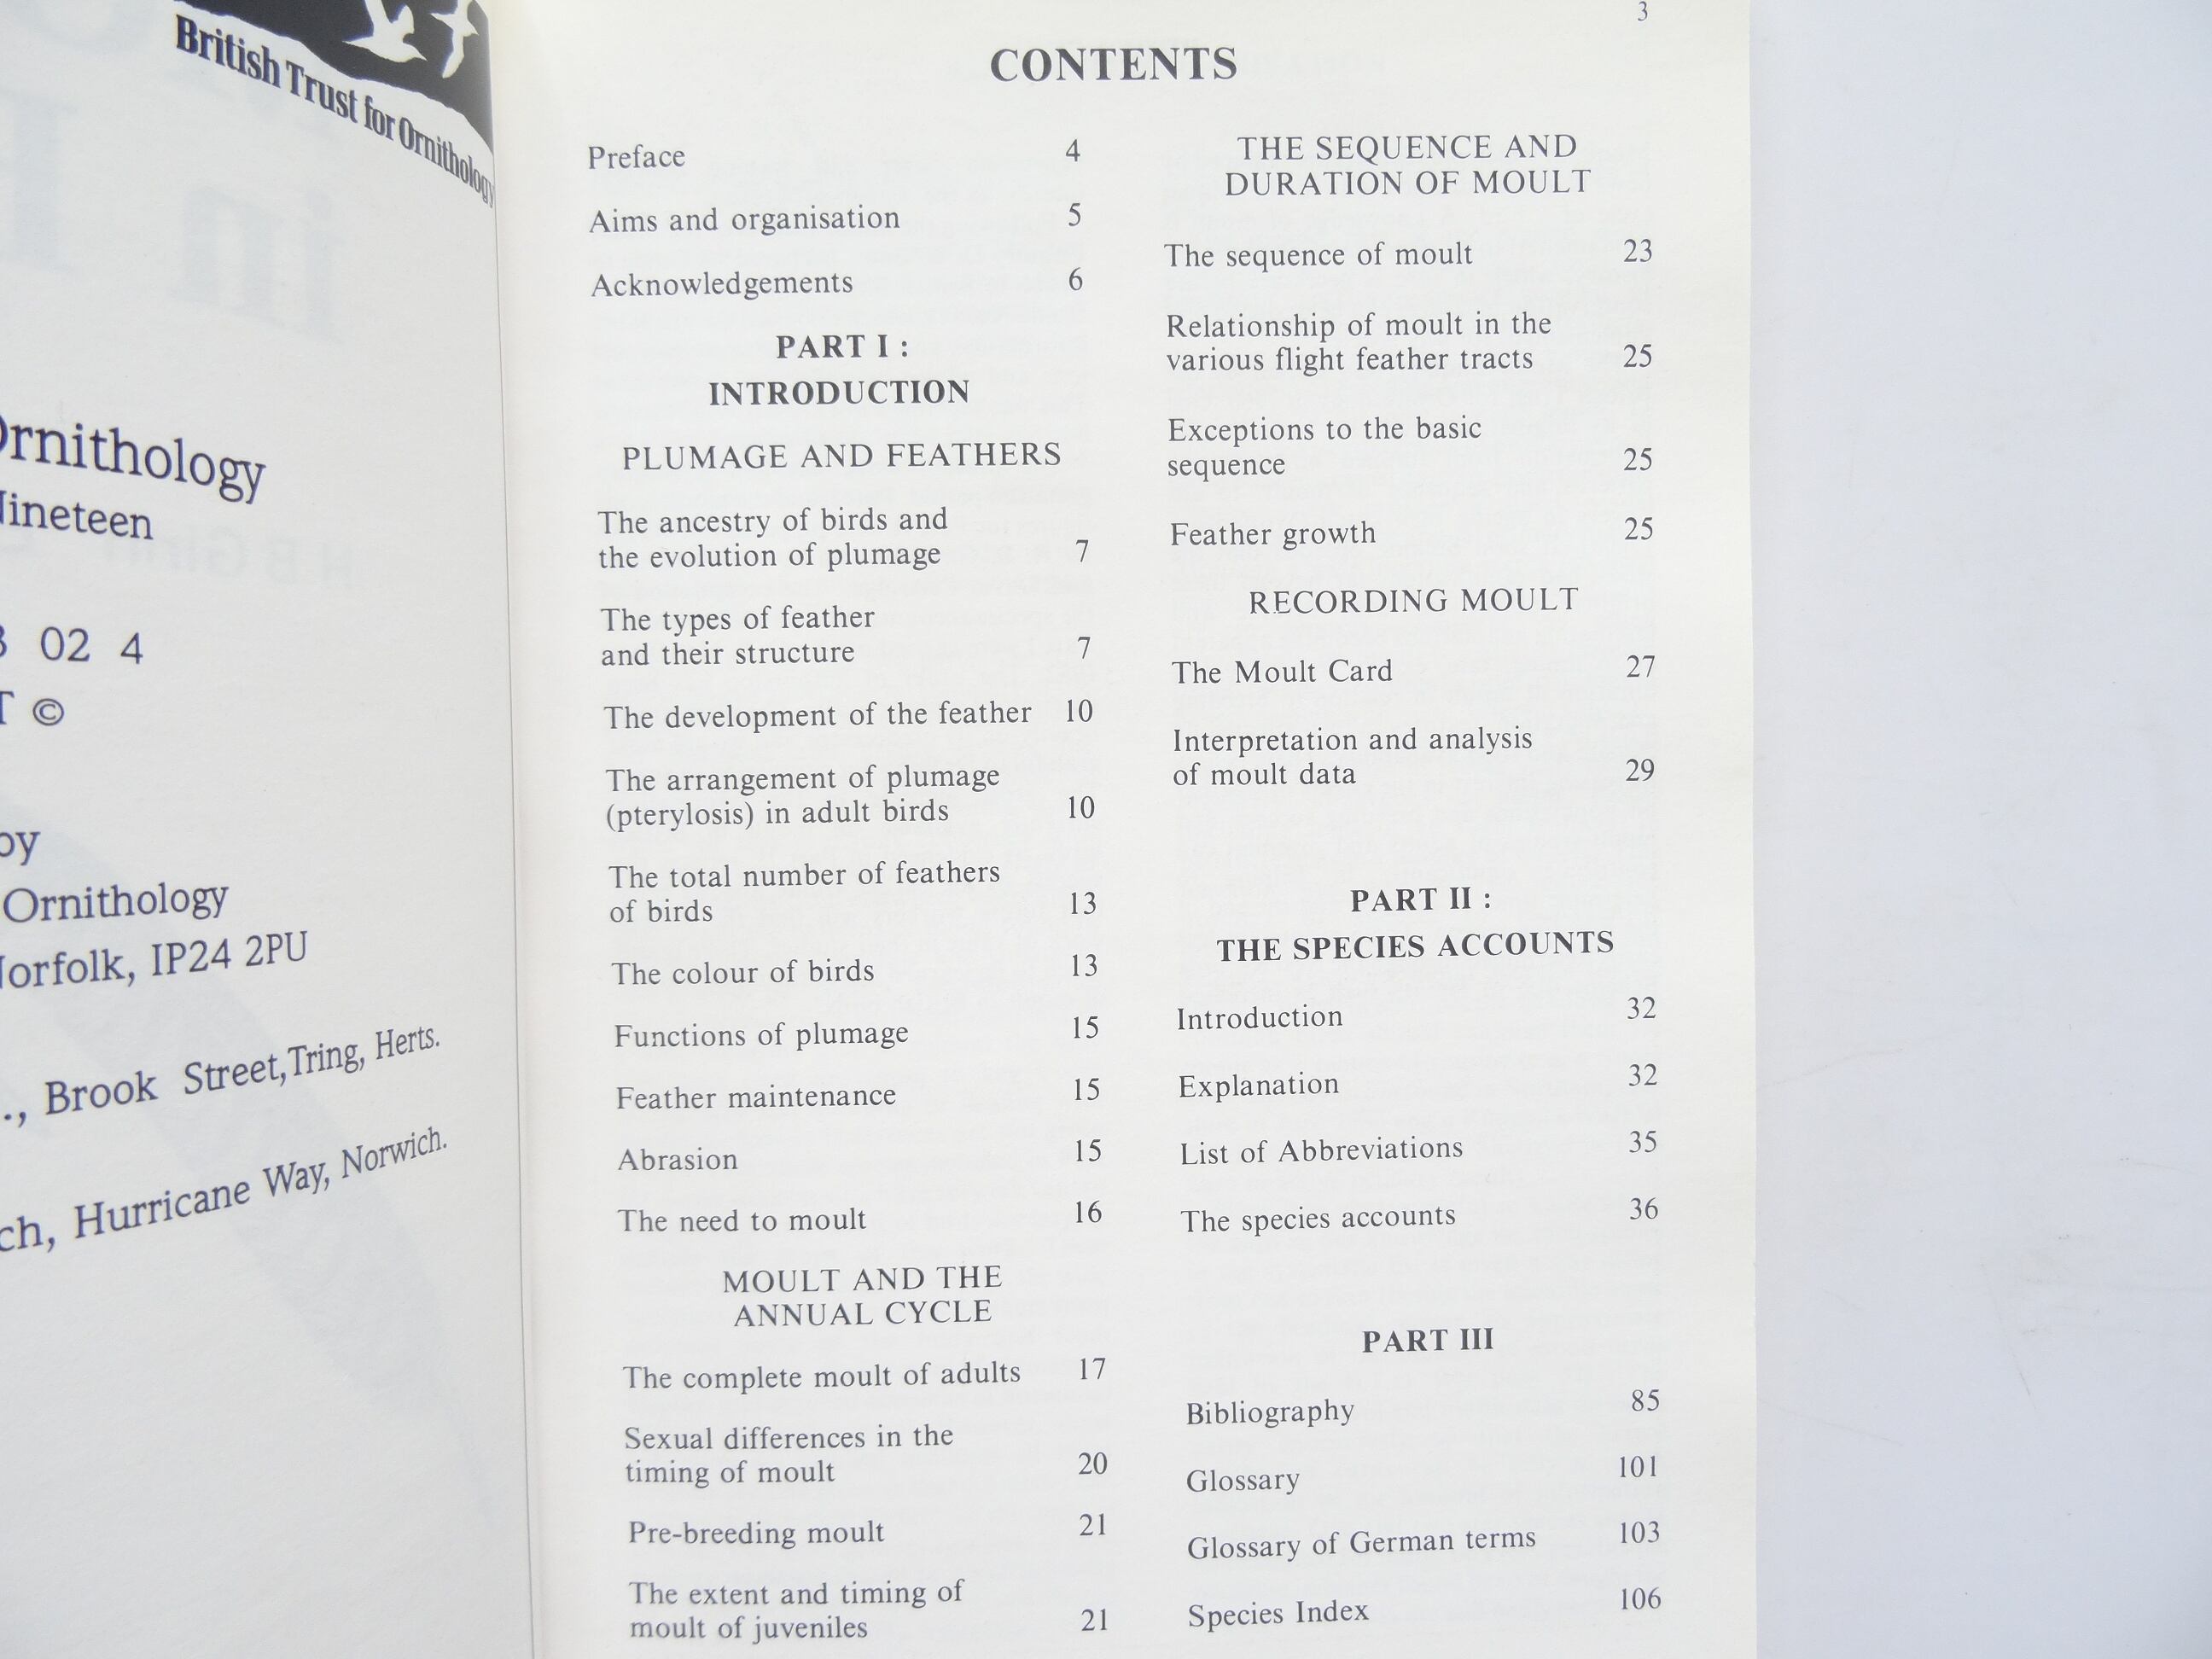 British Trust for Ornithology
Ornithology
Nineteen
02 4
©
by
Ornithology
Norfolk, IP24 2PU
., Brook Street, Tring, Herts.
ch, Hurricane Way, Norwich.
3
CONTENTS
Preface 4
Aims and organisation 5
Acknowledgements 6
PART I :
INTRODUCTION
PLUMAGE AND FEATHERS
The ancestry of birds and
the evolution of plumage 7
The types of feather
and their structure 7
The development of the feather 10
The arrangement of plumage
(pterylosis) in adult birds 10
The total number of feathers
of birds 13
The colour of birds 13
Functions of plumage 15
Feather maintenance 15
Abrasion 15
The need to moult 16
MOULT AND THE
ANNUAL CYCLE
The complete moult of adults 17
Sexual differences in the
timing of moult 20
Pre-breeding moult 21
The extent and timing of
moult of juveniles 21
THE SEQUENCE AND
DURATION OF MOULT
The sequence of moult 23
Relationship of moult in the
various flight feather tracts 25
Exceptions to the basic
sequence 25
Feather growth 25
RECORDING MOULT
The Moult Card 27
Interpretation and analysis
of moult data 29
PART II :
THE SPECIES ACCOUNTS
Introduction 32
Explanation 32
List of Abbreviations 35
The species accounts 36
PART III
Bibliography 85
Glossary 101
Glossary of German terms 103
Species Index 106